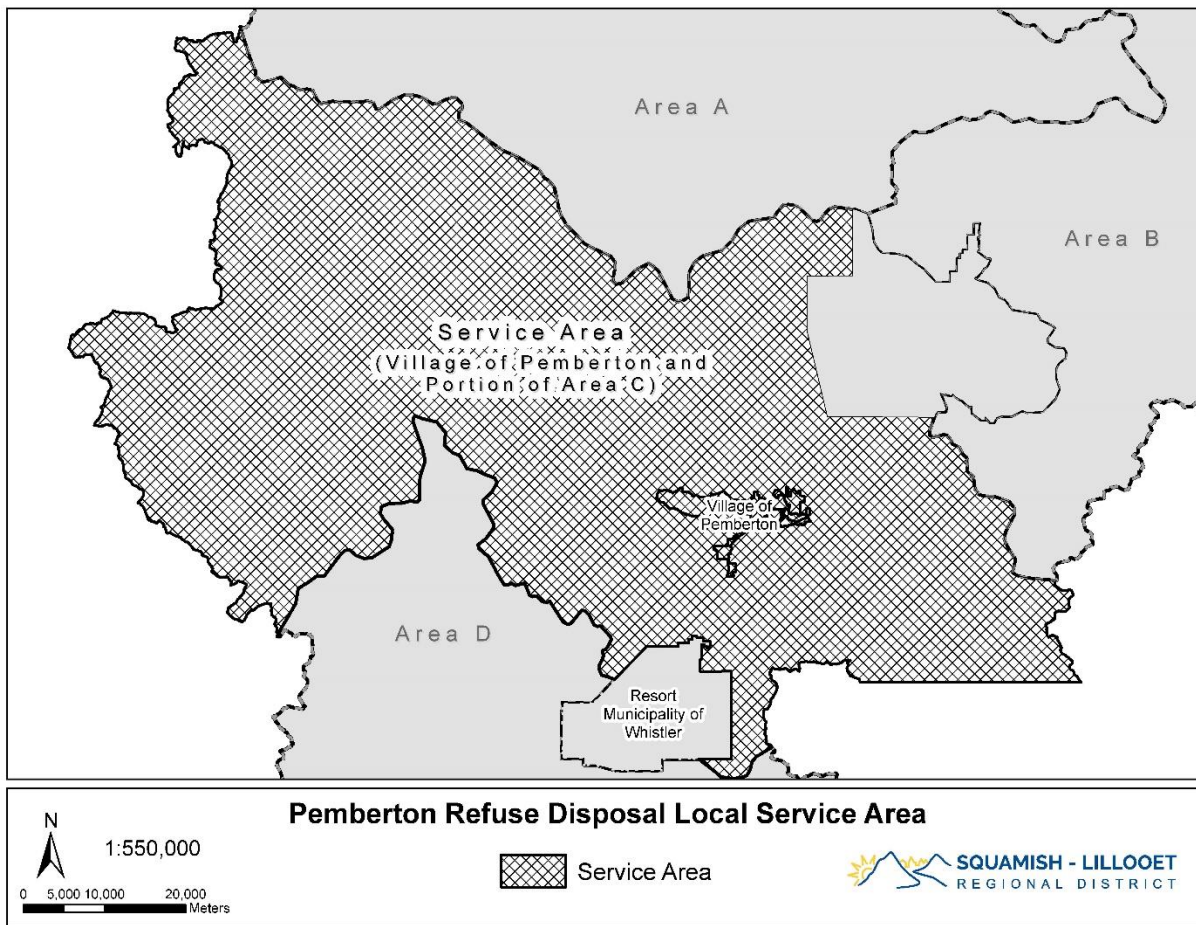 Area A
Area B
Service Area
(Village of Pemberton and
Portion of Area C)
Village of
Pemberton
Area D
Resort
Municipality of
Whistler
Pemberton Refuse Disposal Local Service Area
N
1:550,000
0 5,000 10,000 20,000
Meters
Service Area
SQUAMISH - LILLOOET
REGIONAL DISTRICT